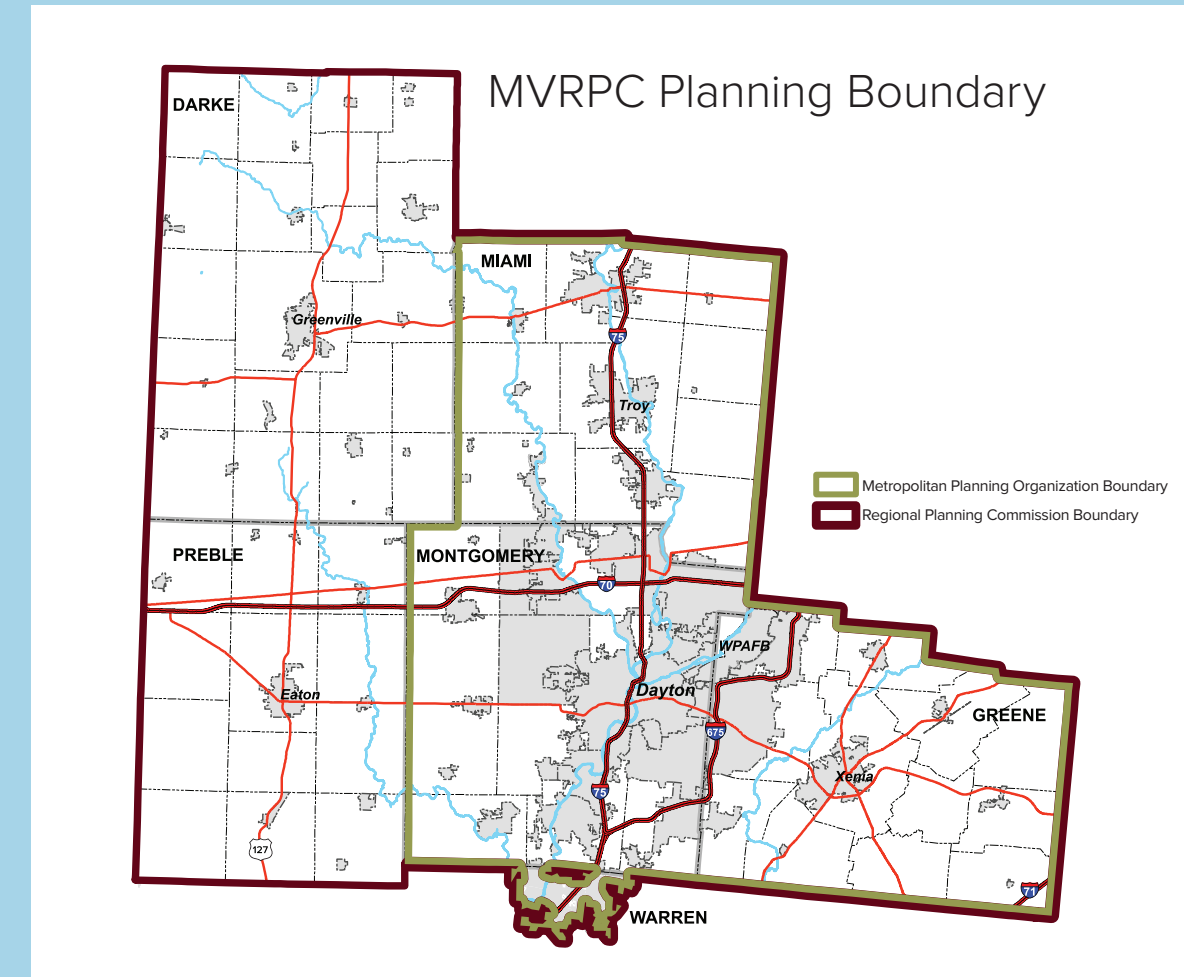 MVRPC Planning Boundary
DARKE
MIAMI
Greenville
75
Troy
Metropolitan Planning Organization Boundary
Regional Planning Commission Boundary
PREBLE
MONTGOMERY
70
WPAFB
Eaton
Dayton
GREENE
675
Xenia
75
127
71
WARREN